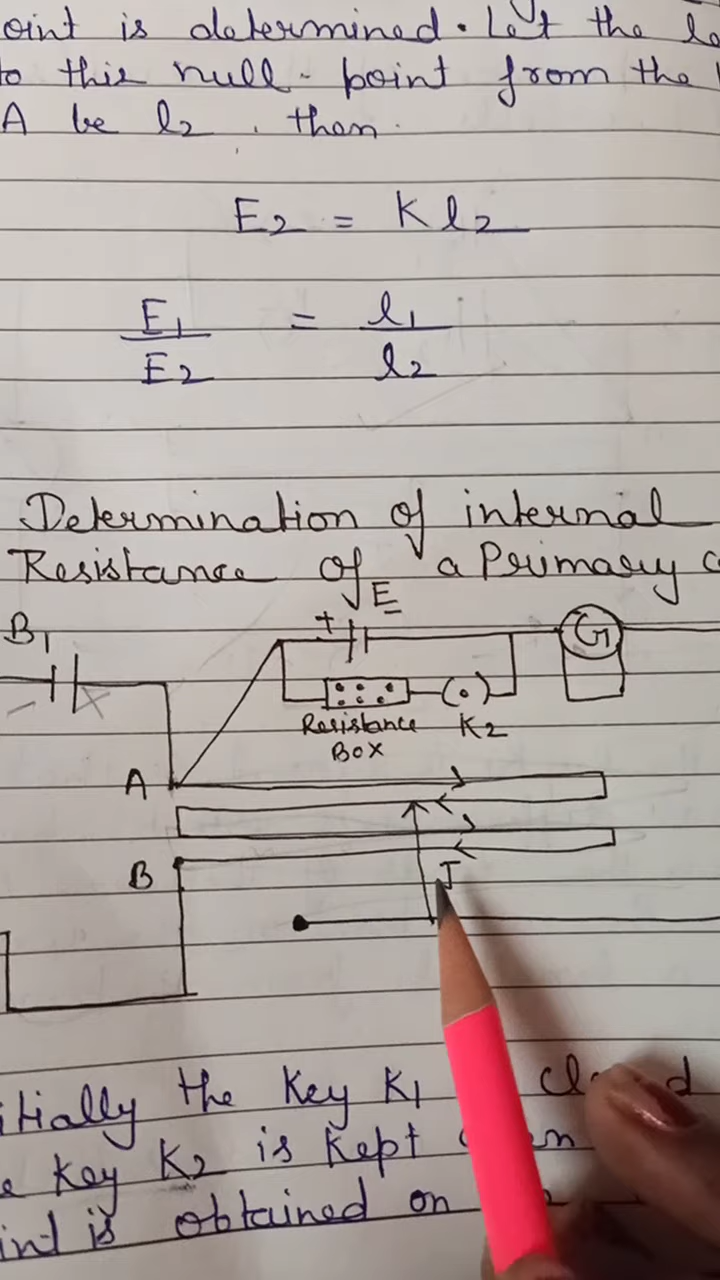 oint is determined. Let the
to this null-point from the
A be l2, then.
E2 = K l2
E1 / E2 = l1 / l2
Determination of internal
Resistance of a Primary
B1
+ E
G
Resistance Box
K2
A
B
J
itially the Key K1
Key K2 is kept
is obtained on